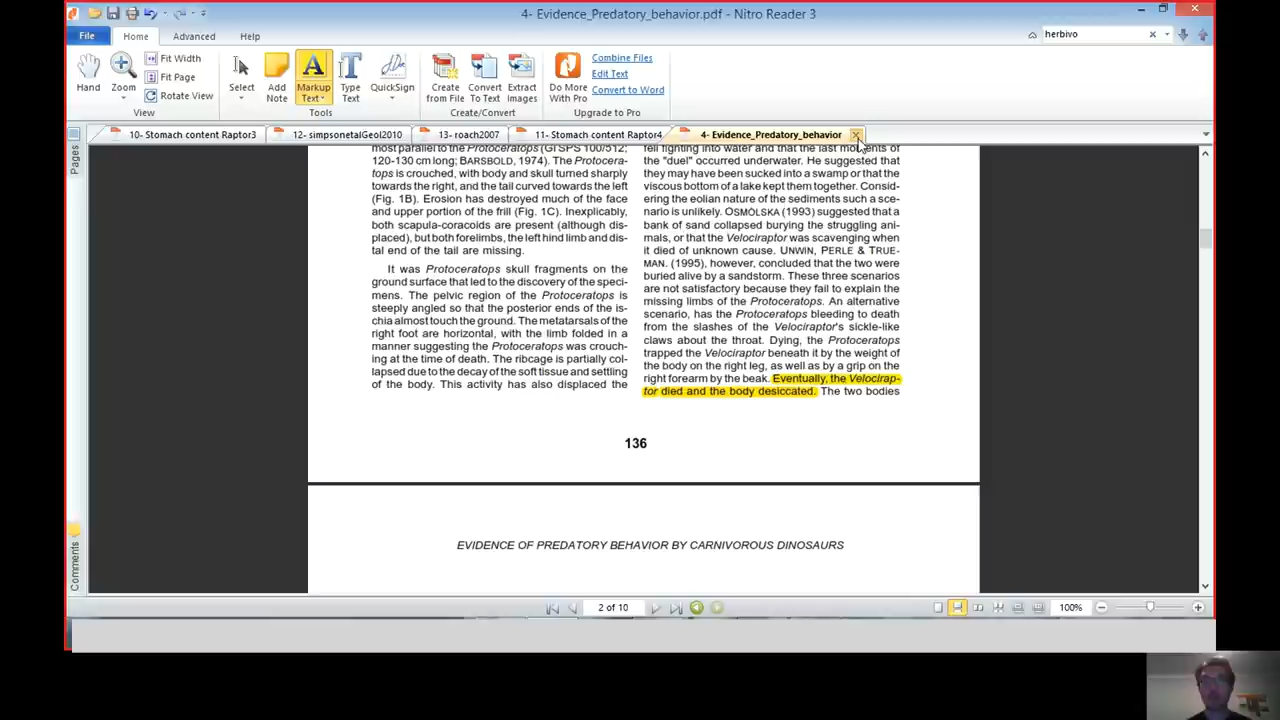 4- Evidence_Predatory_behavior.pdf - Nitro Reader 3
File
Home
Advanced
Help
herbivo
Hand
Zoom
Fit Width
Fit Page
Rotate View
View
Select
Add
Note
Markup
Text
Type
Text
QuickSign
Tools
Create
from File
Convert
To Text
Extract
Images
Create/Convert
Do More
With Pro
Combine Files
Edit Text
Convert to Word
Upgrade to Pro
Pages
10- Stomach content Raptor3
12- simpsonetalGeol2010
13- roach2007
11- Stomach content Raptor4
4- Evidence_Predatory_behavior
most parallel to the Protoceratops (GI SPS 100/512;
120-130 cm long; BARSBOLD, 1974). The Protocera-
tops is crouched, with body and skull turned sharply
towards the right, and the tail curved towards the left
(Fig. 1B). Erosion has destroyed much of the face
and upper portion of the frill (Fig. 1C). Inexplicably,
both scapula-coracoids are present (although dis-
placed), but both forelimbs, the left hind limb and dis-
tal end of the tail are missing.
It was Protoceratops skull fragments on the
ground surface that led to the discovery of the speci-
mens. The pelvic region of the Protoceratops is
steeply angled so that the posterior ends of the is-
chia almost touch the ground. The metatarsals of the
right foot are horizontal, with the limb folded in a
manner suggesting the Protoceratops was crouch-
ing at the time of death. The ribcage is partially col-
lapsed due to the decay of the soft tissue and settling
of the body. This activity has also displaced the
fell fighting into water and that the last moments of
the "duel" occurred underwater. He suggested that
they may have been sucked into a swamp or that the
viscous bottom of a lake kept them together. Consid-
ering the eolian nature of the sediments such a sce-
nario is unlikely. OSMÓLSKA (1993) suggested that a
bank of sand collapsed burying the struggling ani-
mals, or that the Velociraptor was scavenging when
it died of unknown cause. UNWIN, PERLE & TRUE-
MAN. (1995), however, concluded that the two were
buried alive by a sandstorm. These three scenarios
are not satisfactory because they fail to explain the
missing limbs of the Protoceratops. An alternative
scenario, has the Protoceratops bleeding to death
from the slashes of the Velociraptor's sickle-like
claws about the throat. Dying, the Protoceratops
trapped the Velociraptor beneath it by the weight of
the body on the right leg, as well as by a grip on the
right forearm by the beak. Eventually, the Velocirap-
tor died and the body desiccated. The two bodies
136
EVIDENCE OF PREDATORY BEHAVIOR BY CARNIVOROUS DINOSAURS
Comments
2 of 10
100%